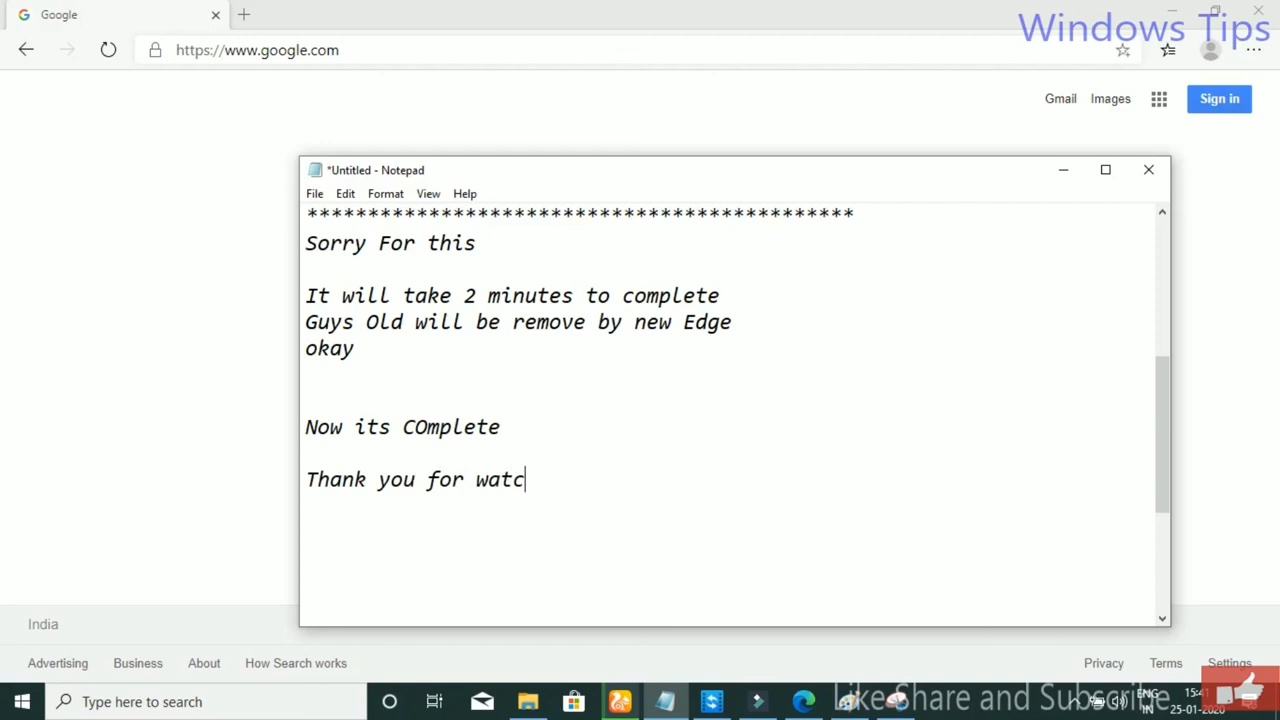 Google
Windows Tips
https://www.google.com
Gmail Images
Sign in
*Untitled - Notepad
File Edit Format View Help
*********************************************
Sorry For this
It will take 2 minutes to complete
Guys Old will be remove by new Edge
okay
Now its COmplete
Thank you for watc
India
Advertising Business About How Search works
Privacy Terms Settings
Type here to search
Like Share and Subscribe
ENG
IN
15:41
25-01-2020